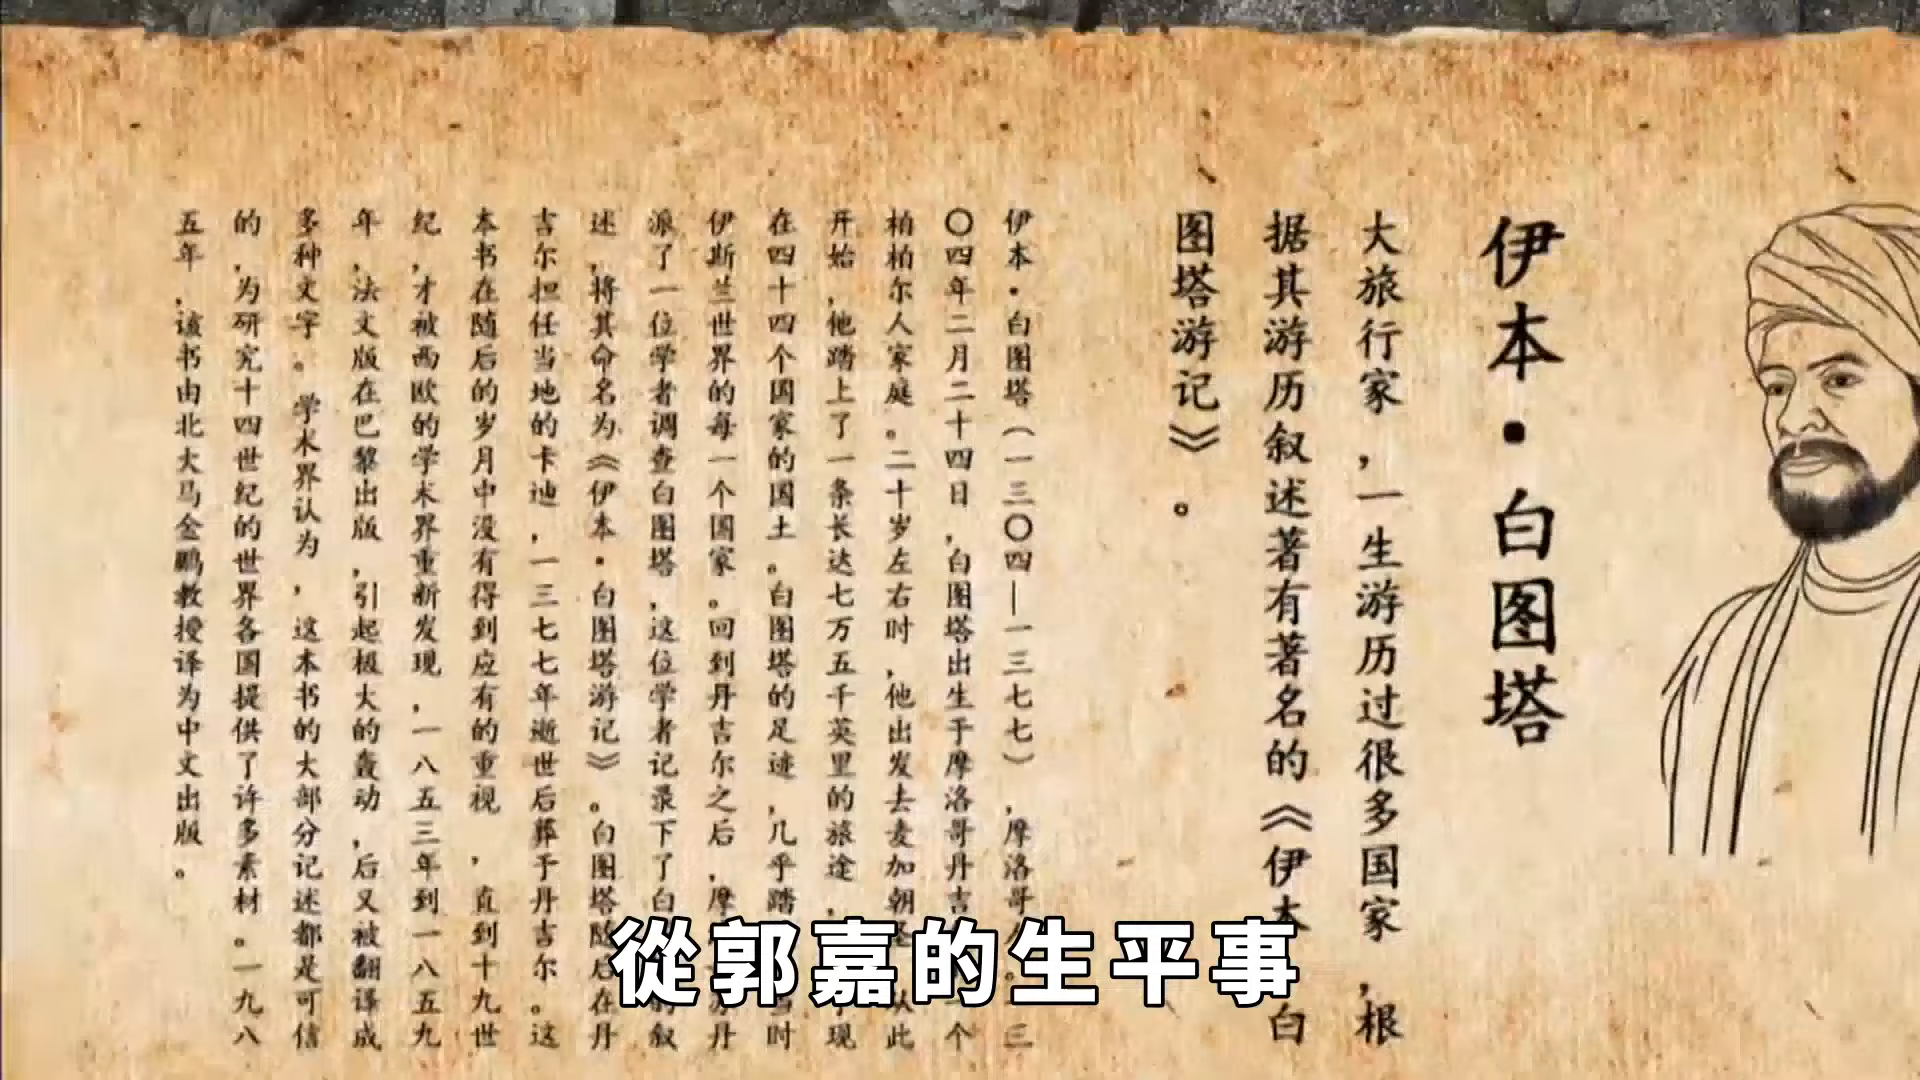 伊本·白图塔
大旅行家，一生游历过很多国家，根
据其游历叙述著有著名的《伊本白
图塔游记》。
伊本·白图塔（一三〇四—一三七七），摩洛哥三
〇四年二月二十四日，白图塔出生于摩洛哥丹吉个
柏柏尔人家庭。二十岁左右时，他出发去麦加朝圣从此
开始，他踏上了一条长达七万五千英里的旅途，现
在四十四个国家的国土。白图塔的足迹，几乎踏当时
伊斯兰世界的每一个国家。回到丹吉尔之后，摩苏丹
派了一位学者调查白图塔，这位学者记录下了白的叙
述，将其命名为《伊本·白图塔游记》。白图塔随后在丹
吉尔担任当地的卡迪，一三七七年逝世后葬于丹吉尔。这
本书在随后的岁月中没有得到应有的重视，直到十九世
纪，才被西欧的学术界重新发现，一八五三年到一八五九
年，法文版在巴黎出版，引起极大的轰动，后又被翻译成
多种文字。学术界认为，这本书的大部分记述都是可信
的，为研究十四世纪的世界各国提供了许多素材。一九八
五年，该书由北大马金鹏教授译为中文出版。
從郭嘉的生平事